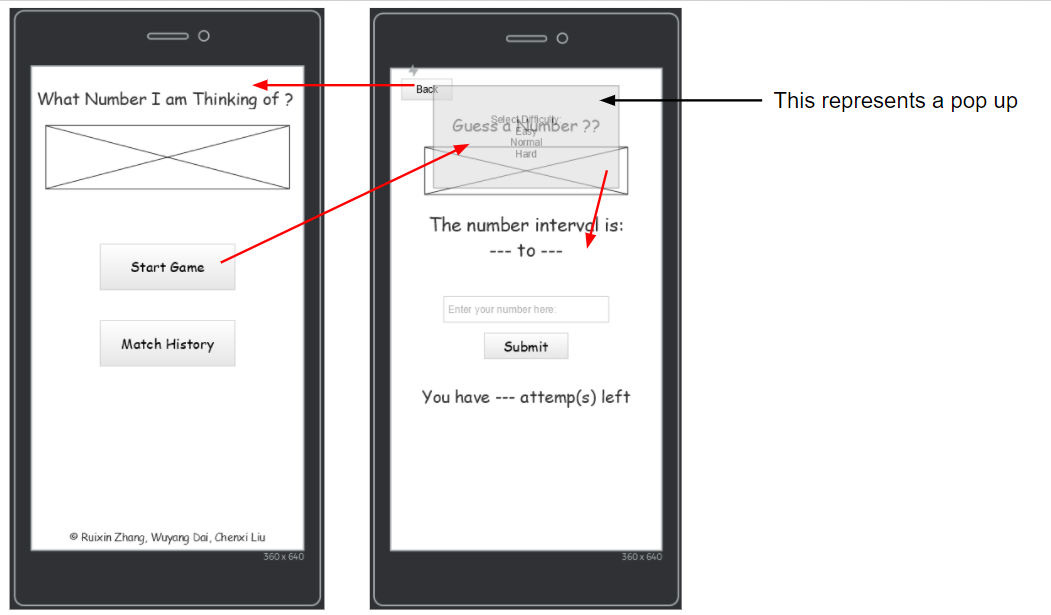 What Number I am Thinking of ?
Start Game
Match History
© Ruixin Zhang, Wuyang Dai, Chenxi Liu
360 x 640
Back
Select Difficulty:
Guess a Number ??
Easy
Normal
Hard
The number interval is:
--- to ---
Enter your number here:
Submit
You have --- attemp(s) left
360 x 640
This represents a pop up